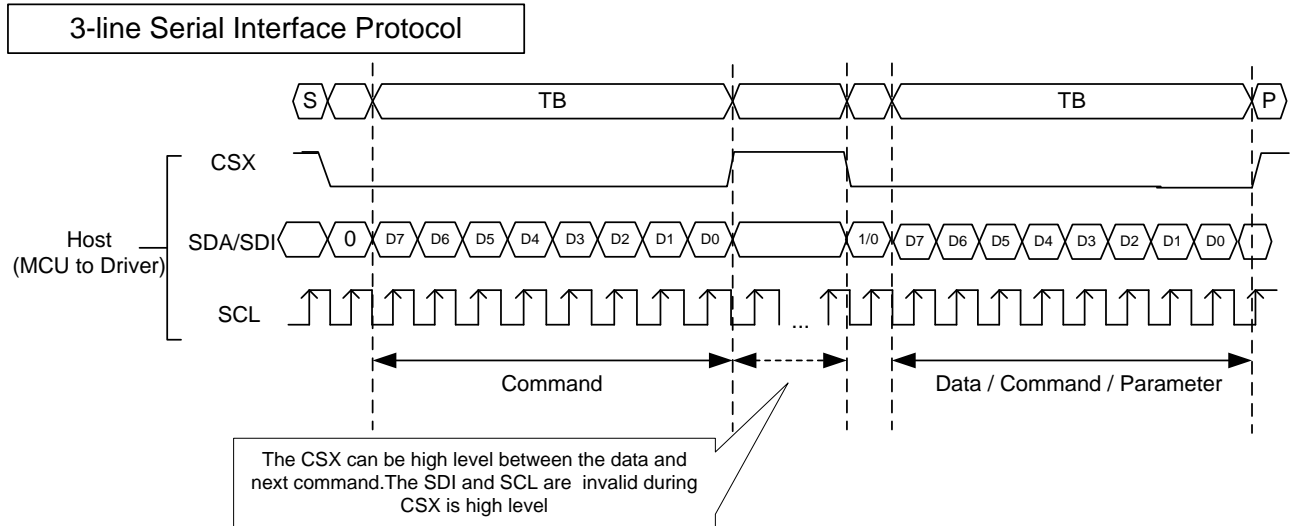 3-line Serial Interface Protocol
S TB TB P
CSX
Host
(MCU to Driver)
SDA/SDI 0 D7 D6 D5 D4 D3 D2 D1 D0 1/0 D7 D6 D5 D4 D3 D2 D1 D0
SCL ...
Command Data / Command / Parameter
The CSX can be high level between the data and
next command.The SDI and SCL are invalid during
CSX is high level